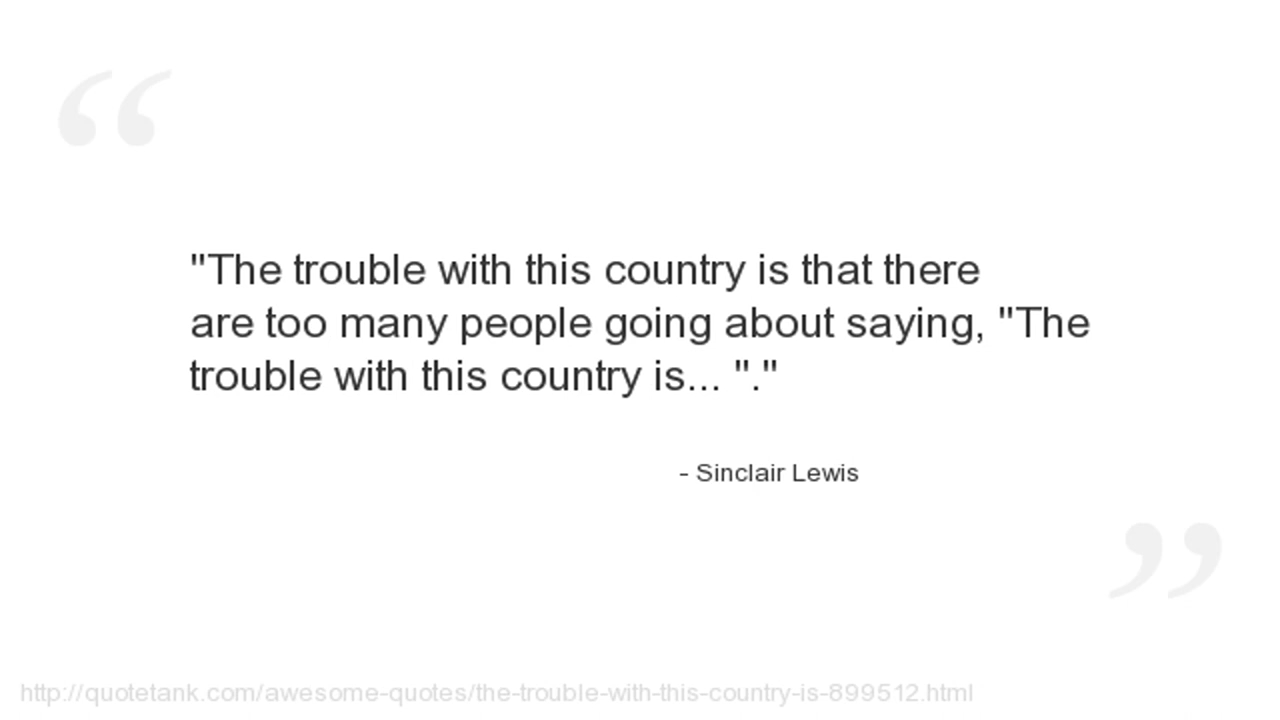 "The trouble with this country is that there
are too many people going about saying, "The
trouble with this country is... "."
- Sinclair Lewis
http://quotetank.com/awesome-quotes/the-trouble-with-this-country-is-899512.html